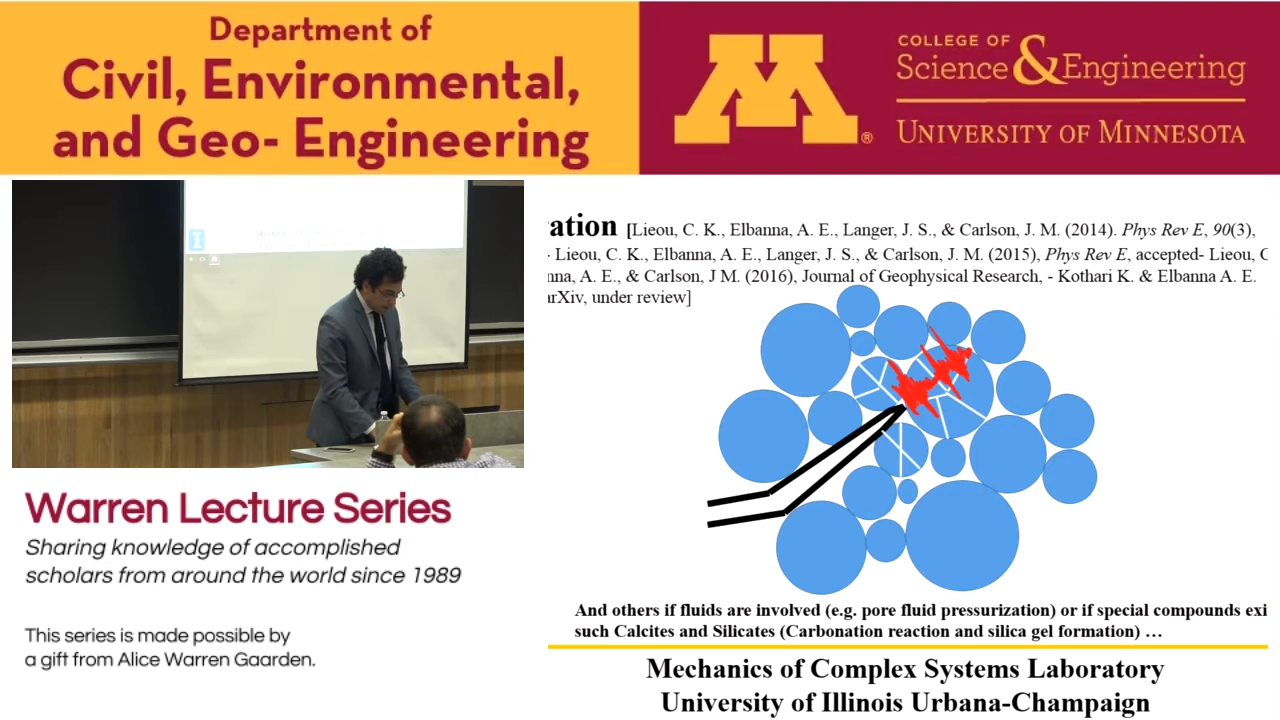 Department of
Civil, Environmental,
and Geo- Engineering
M®
COLLEGE OF
Science & Engineering
UNIVERSITY OF MINNESOTA
ation [Lieou, C. K., Elbanna, A. E., Langer, J. S., & Carlson, J. M. (2014). Phys Rev E, 90(3),
- Lieou, C. K., Elbanna, A. E., Langer, J. S., & Carlson, J. M. (2015), Phys Rev E, accepted- Lieou, C
nna, A. E., & Carlson, J M. (2016), Journal of Geophysical Research, - Kothari K. & Elbanna A. E.
rXiv, under review]
Warren Lecture Series
Sharing knowledge of accomplished
scholars from around the world since 1989
This series is made possible by
a gift from Alice Warren Gaarden.
And others if fluids are involved (e.g. pore fluid pressurization) or if special compounds exi
such Calcites and Silicates (Carbonation reaction and silica gel formation) …
Mechanics of Complex Systems Laboratory
University of Illinois Urbana-Champaign